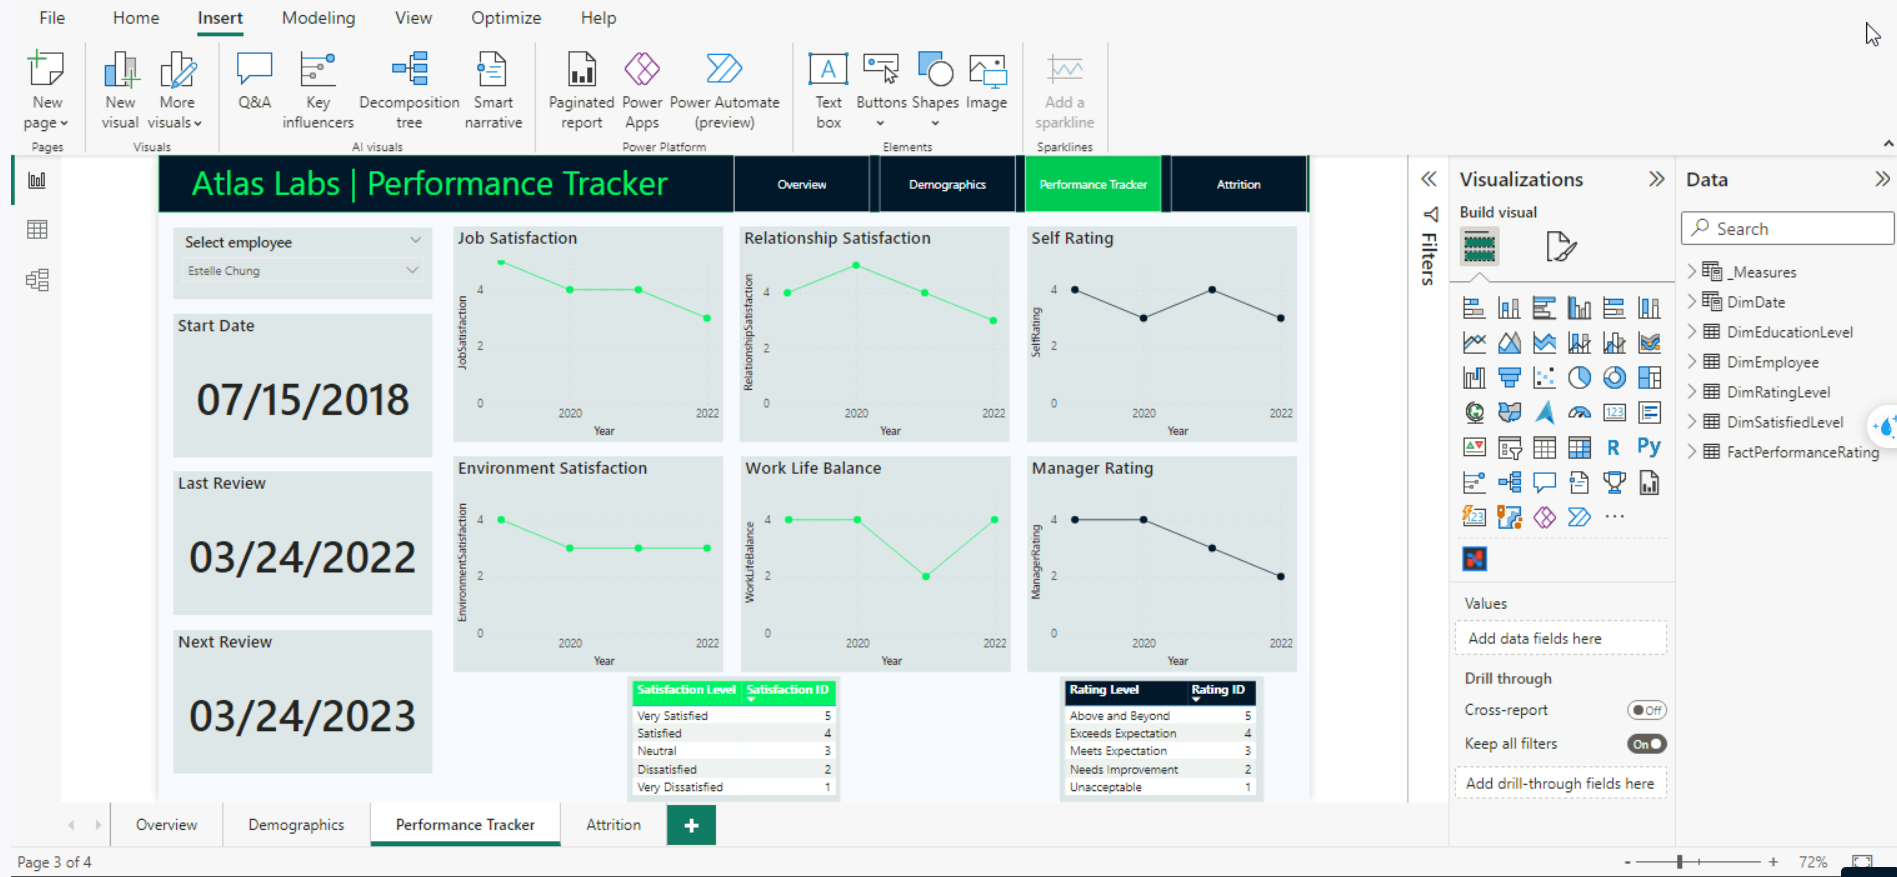 File Home Insert Modeling View Optimize Help
New page
New visual
More visuals
Q&A
Key influencers
Decomposition tree
Smart narrative
Paginated report
Power Apps
Power Automate (preview)
Text box
Buttons
Shapes
Image
Add a sparkline
Pages
Visuals
AI visuals
Power Platform
Elements
Sparklines
Atlas Labs | Performance Tracker
Overview
Demographics
Performance Tracker
Attrition
Select employee
Estelle Chung
Start Date
07/15/2018
Last Review
03/24/2022
Next Review
03/24/2023
Job Satisfaction
JobSatisfaction
4
2
0
2020
2022
Year
Relationship Satisfaction
RelationshipSatisfaction
4
2
0
2020
2022
Year
Self Rating
SelfRating
4
2
0
2020
2022
Year
Environment Satisfaction
EnvironmentSatisfaction
4
2
0
2020
2022
Year
Work Life Balance
WorkLifeBalance
4
2
0
2020
2022
Year
Manager Rating
ManagerRating
4
2
0
2020
2022
Year
Satisfaction Level Satisfaction ID
Very Satisfied 5
Satisfied 4
Neutral 3
Dissatisfied 2
Very Dissatisfied 1
Rating Level Rating ID
Above and Beyond 5
Exceeds Expectation 4
Meets Expectation 3
Needs Improvement 2
Unacceptable 1
Filters
Visualizations
Build visual
123
R
Py
123
...
Values
Add data fields here
Drill through
Cross-report Off
Keep all filters On
Add drill-through fields here
Data
Search
_Measures
DimDate
DimEducationLevel
DimEmployee
DimRatingLevel
DimSatisfiedLevel
FactPerformanceRating
Overview
Demographics
Performance Tracker
Attrition
+
Page 3 of 4
- + 72%